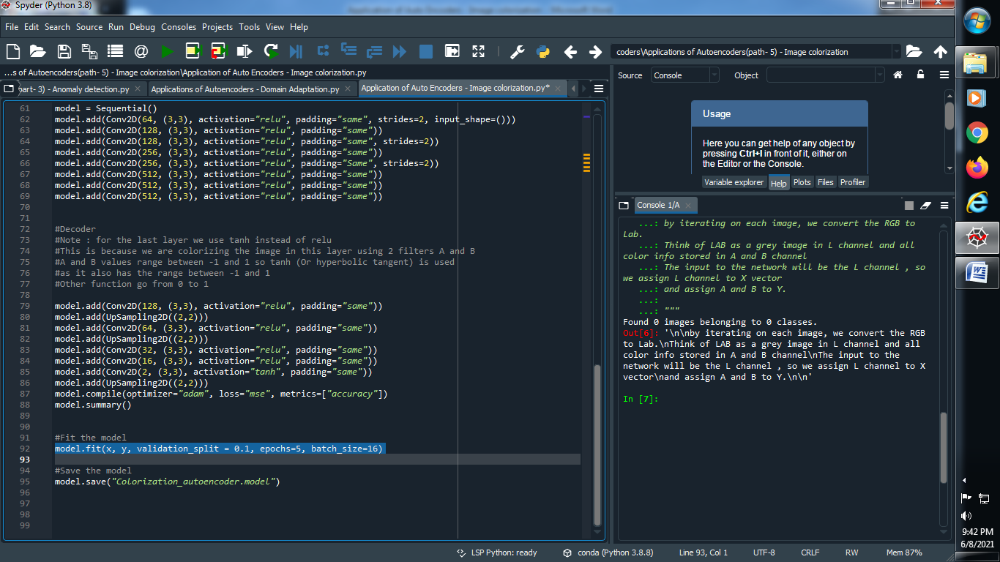 Spyder (Python 3.8)
File Edit Search Source Run Debug Consoles Projects Tools View Help
coders\Applications of Autoencoders(path- 5) - Image colorization
...s of Autoencoders(path- 5) - Image colorization\Application of Auto Encoders - Image colorization.py
part- 3) - Anomaly detection.py
Applications of Autoencoders - Domain Adaptation.py
Application of Auto Encoders - Image colorization.py*
61 model = Sequential()
62 model.add(Conv2D(64, (3,3), activation="relu", padding="same", strides=2, input_shape=()))
63 model.add(Conv2D(128, (3,3), activation="relu", padding="same"))
64 model.add(Conv2D(128, (3,3), activation="relu", padding="same", strides=2))
65 model.add(Conv2D(256, (3,3), activation="relu", padding="same"))
66 model.add(Conv2D(256, (3,3), activation="relu", padding="Same", strides=2))
67 model.add(Conv2D(512, (3,3), activation="relu", padding="same"))
68 model.add(Conv2D(512, (3,3), activation="relu", padding="same"))
69 model.add(Conv2D(512, (3,3), activation="relu", padding="same"))
70
71
72 #Decoder
73 #Note : for the last layer we use tanh instead of relu
74 #This is because we are colorizing the image in this layer using 2 filters A and B
75 #A and B values range between -1 and 1 so tanh (Or hyperbolic tangent) is used
76 #as it also has the range between -1 and 1
77 #Other function go from 0 to 1
78
79 model.add(Conv2D(128, (3,3), activation="relu", padding="same"))
80 model.add(UpSampling2D((2,2)))
81 model.add(Conv2D(64, (3,3), activation="relu", padding="same"))
82 model.add(UpSampling2D((2,2)))
83 model.add(Conv2D(32, (3,3), activation="relu", padding="same"))
84 model.add(Conv2D(16, (3,3), activation="relu", padding="same"))
85 model.add(Conv2D(2, (3,3), activation="tanh", padding="same"))
86 model.add(UpSampling2D((2,2)))
87 model.compile(optimizer="adam", loss="mse", metrics=["accuracy"])
88 model.summary()
89
90
91 #Fit the model
92 model.fit(x, y, validation_split = 0.1, epochs=5, batch_size=16)
93
94 #Save the model
95 model.save("Colorization_autoencoder.model")
96
97
98
99
Source Console Object
Usage
Here you can get help of any object by
pressing Ctrl+I in front of it, either on
the Editor or the Console.
Variable explorer Help Plots Files Profiler
Console 1/A
...: by iterating on each image, we convert the RGB to
Lab.
...: Think of LAB as a grey image in L channel and all
color info stored in A and B channel
...: The input to the network will be the L channel , so
we assign L channel to X vector
...: and assign A and B to Y.
...:
...: """
Found 0 images belonging to 0 classes.
Out[6]: '\n\nby iterating on each image, we convert the RGB
to Lab.\nThink of LAB as a grey image in L channel and all
color info stored in A and B channel\nThe input to the
network will be the L channel , so we assign L channel to X
vector\nand assign A and B to Y.\n\n'
In [7]:
LSP Python: ready conda (Python 3.8.8) Line 93, Col 1 UTF-8 CRLF RW Mem 87%
9:42 PM
6/8/2021